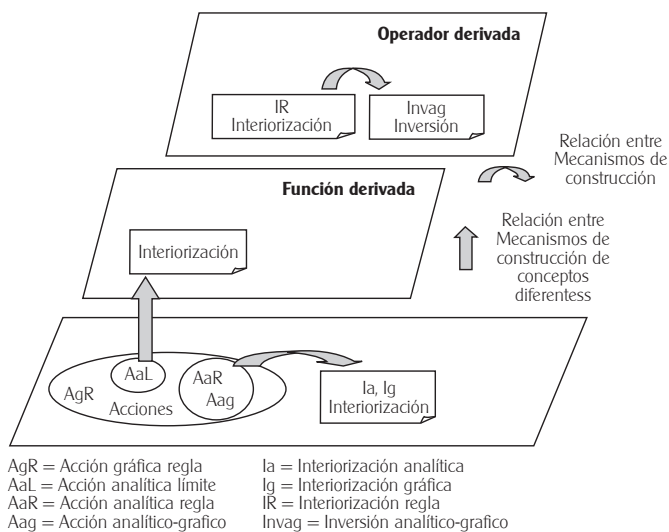 Operador derivada
IR
Interiorización
Invag
Inversión
Relación entre
Mecanismos de
construcción
Función derivada
Interiorización
Relación entre
Mecanismos de
construcción de
conceptos
diferentess
AgR
AaL
Acciones
AaR
Aag
Ia, Ig
Interiorización
AgR = Acción gráfica regla
AaL = Acción analítica límite
AaR = Acción analítica regla
Aag = Acción analítico-grafico
Ia = Interiorización analítica
Ig = Interiorización gráfica
IR = Interiorización regla
Invag = Inversión analítico-grafico